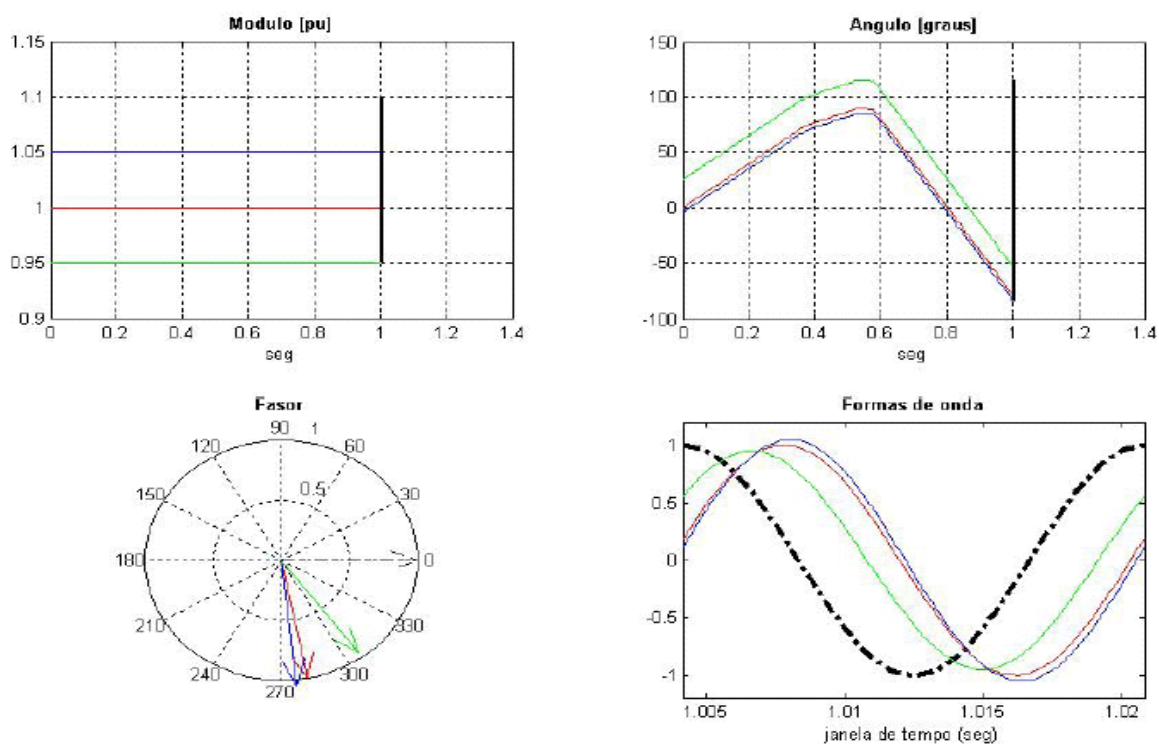 Modulo [pu]
1.15
1.1
1.05
1
0.95
0.9
0 0.2 0.4 0.6 0.8 1 1.2 1.4
seg
Angulo [graus]
150
100
50
0
-50
-100
0 0.2 0.4 0.6 0.8 1 1.2 1.4
seg
Fasor
90 1
120 60
0.5
150 30
180 0
210 330
240 300
270
Formas de onda
1
0.5
0
-0.5
-1
1.005 1.01 1.015 1.02
janela de tempo (seg)